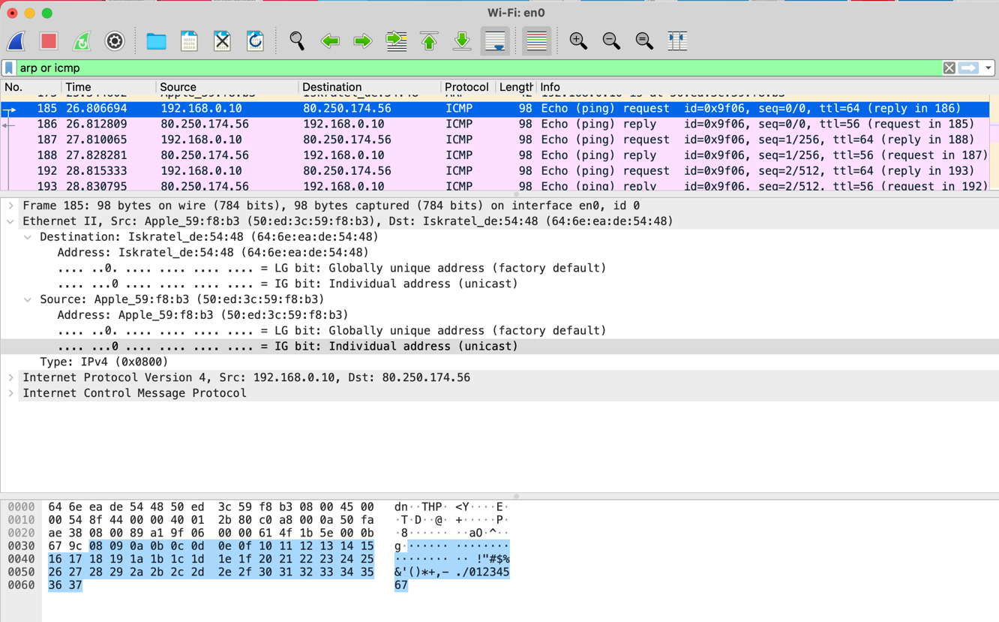 Wi-Fi: en0
arp or icmp
No. Time Source Destination Protocol Length Info
185 26.806694 192.168.0.10 80.250.174.56 ICMP 98 Echo (ping) request id=0x9f06, seq=0/0, ttl=64 (reply in 186)
186 26.812809 80.250.174.56 192.168.0.10 ICMP 98 Echo (ping) reply id=0x9f06, seq=0/0, ttl=56 (request in 185)
187 27.810065 192.168.0.10 80.250.174.56 ICMP 98 Echo (ping) request id=0x9f06, seq=1/256, ttl=64 (reply in 188)
188 27.828281 80.250.174.56 192.168.0.10 ICMP 98 Echo (ping) reply id=0x9f06, seq=1/256, ttl=56 (request in 187)
192 28.815333 192.168.0.10 80.250.174.56 ICMP 98 Echo (ping) request id=0x9f06, seq=2/512, ttl=64 (reply in 193)
193 28.830795 80.250.174.56 192.168.0.10 ICMP 98 Echo (ping) reply id=0x9f06, seq=2/512, ttl=56 (request in 192)
Frame 185: 98 bytes on wire (784 bits), 98 bytes captured (784 bits) on interface en0, id 0
Ethernet II, Src: Apple_59:f8:b3 (50:ed:3c:59:f8:b3), Dst: Iskratel_de:54:48 (64:6e:ea:de:54:48)
Destination: Iskratel_de:54:48 (64:6e:ea:de:54:48)
Address: Iskratel_de:54:48 (64:6e:ea:de:54:48)
.... ..0. .... .... .... .... = LG bit: Globally unique address (factory default)
.... ...0 .... .... .... .... = IG bit: Individual address (unicast)
Source: Apple_59:f8:b3 (50:ed:3c:59:f8:b3)
Address: Apple_59:f8:b3 (50:ed:3c:59:f8:b3)
.... ..0. .... .... .... .... = LG bit: Globally unique address (factory default)
.... ...0 .... .... .... .... = IG bit: Individual address (unicast)
Type: IPv4 (0x0800)
Internet Protocol Version 4, Src: 192.168.0.10, Dst: 80.250.174.56
Internet Control Message Protocol
0000 64 6e ea de 54 48 50 ed 3c 59 f8 b3 08 00 45 00 dn··THP· <Y····E·
0010 00 54 8f 44 00 00 40 01 2b 80 c0 a8 00 0a 50 fa ·T·D··@· +·····P·
0020 ae 38 08 00 89 a1 9f 06 00 00 61 4f 1b 5e 00 0b ·8······ ··aO·^··
0030 67 9c 08 09 0a 0b 0c 0d 0e 0f 10 11 12 13 14 15 g······· ········
0040 16 17 18 19 1a 1b 1c 1d 1e 1f 20 21 22 23 24 25 ········ ·· !"#$%
0050 26 27 28 29 2a 2b 2c 2d 2e 2f 30 31 32 33 34 35 &'()*+,- ./012345
0060 36 37 67